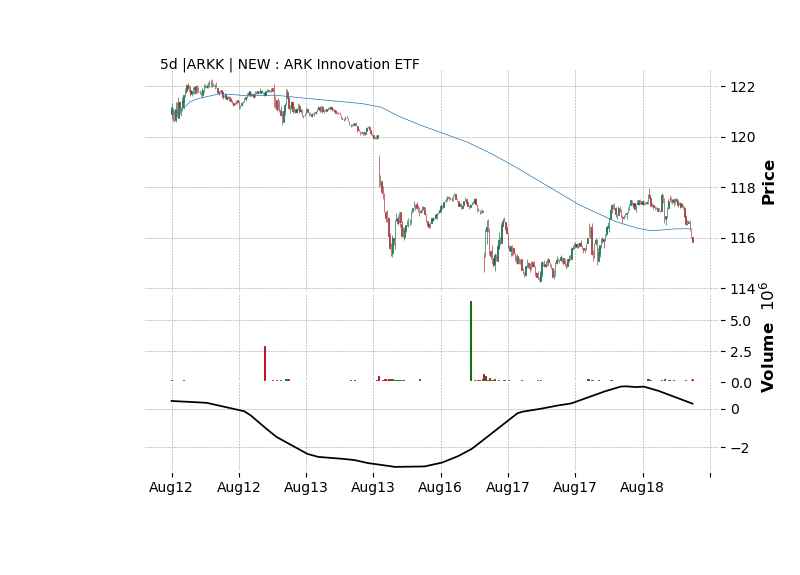 5d |ARKK | NEW : ARK Innovation ETF
122
120
118
116
114
Price
10⁶
5.0
2.5
0.0
Volume
0
−2
Aug12 Aug12 Aug13 Aug13 Aug16 Aug17 Aug17 Aug18